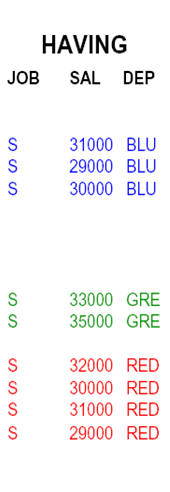 HAVING
JOB SAL DEP
S 31000 BLU
S 29000 BLU
S 30000 BLU
S 33000 GRE
S 35000 GRE
S 32000 RED
S 30000 RED
S 31000 RED
S 29000 RED